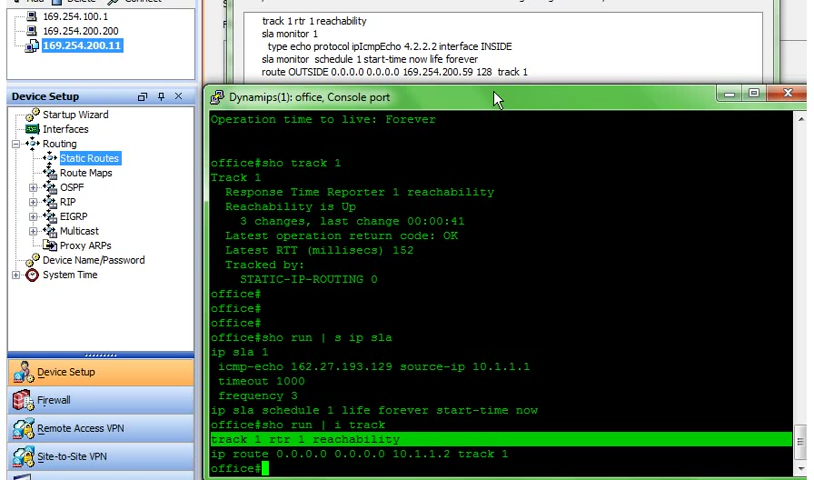 Delete
Connect
169.254.100.1
169.254.200.200
169.254.200.11
track 1 rtr 1 reachability
sla monitor 1
type echo protocol ipIcmpEcho 4.2.2.2 interface INSIDE
sla monitor schedule 1 start-time now life forever
route OUTSIDE 0.0.0.0 0.0.0.0 169.254.200.59 128 track 1
Device Setup
Startup Wizard
Interfaces
Routing
Static Routes
Route Maps
OSPF
RIP
EIGRP
Multicast
Proxy ARPs
Device Name/Password
System Time
Device Setup
Firewall
Remote Access VPN
Site-to-Site VPN
Dynamips(1): office, Console port
Operation time to live: Forever
office#sho track 1
Track 1
Response Time Reporter 1 reachability
Reachability is Up
3 changes, last change 00:00:41
Latest operation return code: OK
Latest RTT (millisecs) 152
Tracked by:
STATIC-IP-ROUTING 0
office#
office#
office#
office#sho run | s ip sla
ip sla 1
icmp-echo 162.27.193.129 source-ip 10.1.1.1
timeout 1000
frequency 3
ip sla schedule 1 life forever start-time now
office#sho run | i track
track 1 rtr 1 reachability
ip route 0.0.0.0 0.0.0.0 10.1.1.2 track 1
office#